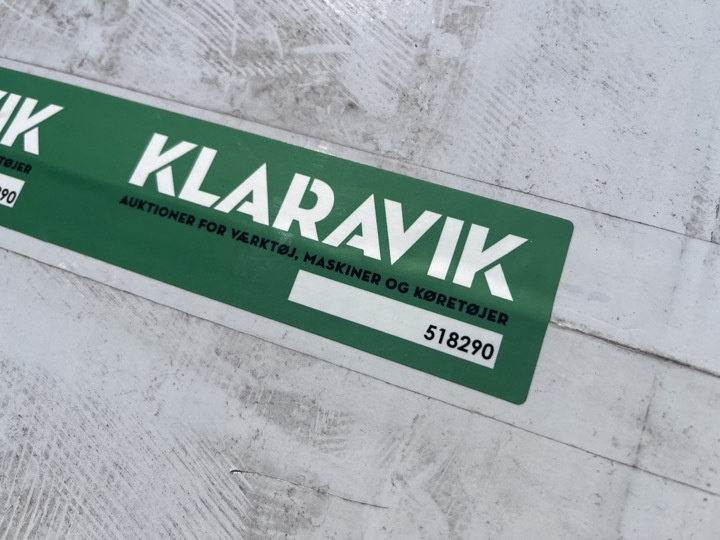 KLARAVIK
AUKTIONER FOR VÆRKTØJ, MASKINER OG KØRETØJER
518290